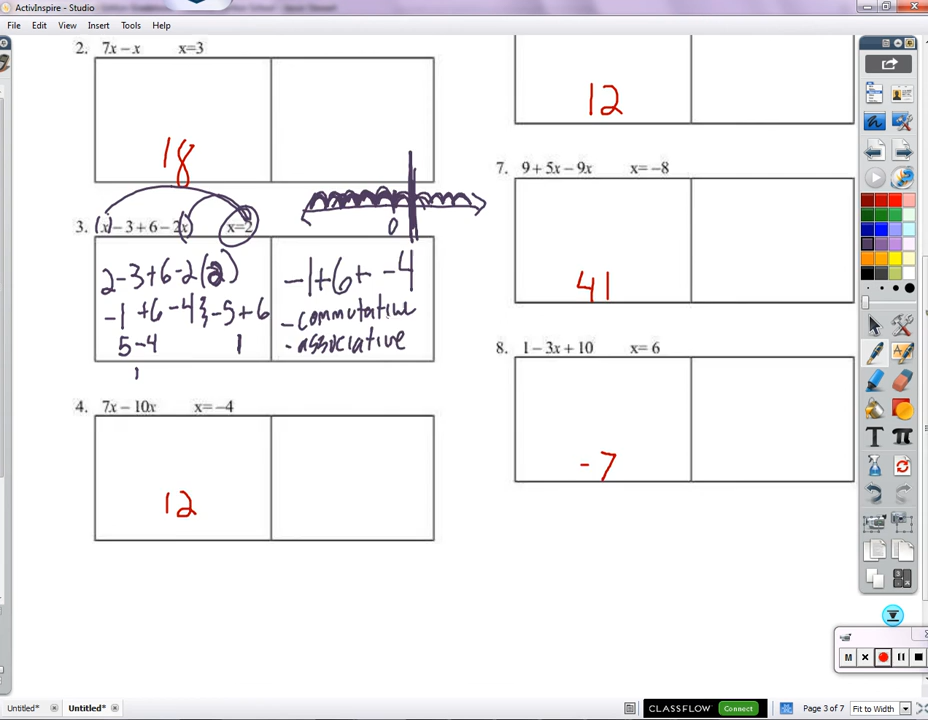 ActivInspire - Studio
File Edit View Insert Tools Help
2. 7x – x x=3
18
3. (x) – 3 + 6 – 2x) x=2
0
2-3+6-2(2)
-1 +6 -4 } -5+6
5-4 1
1
-1+6+ -4
- commutative
- associative
4. 7x – 10x x= –4
12
12
7. 9 + 5x – 9x x= –8
41
8. 1 – 3x + 10 x= 6
-7
T π
M
Untitled* Untitled*
CLASSFLOW Connect
Page 3 of 7 Fit to Width